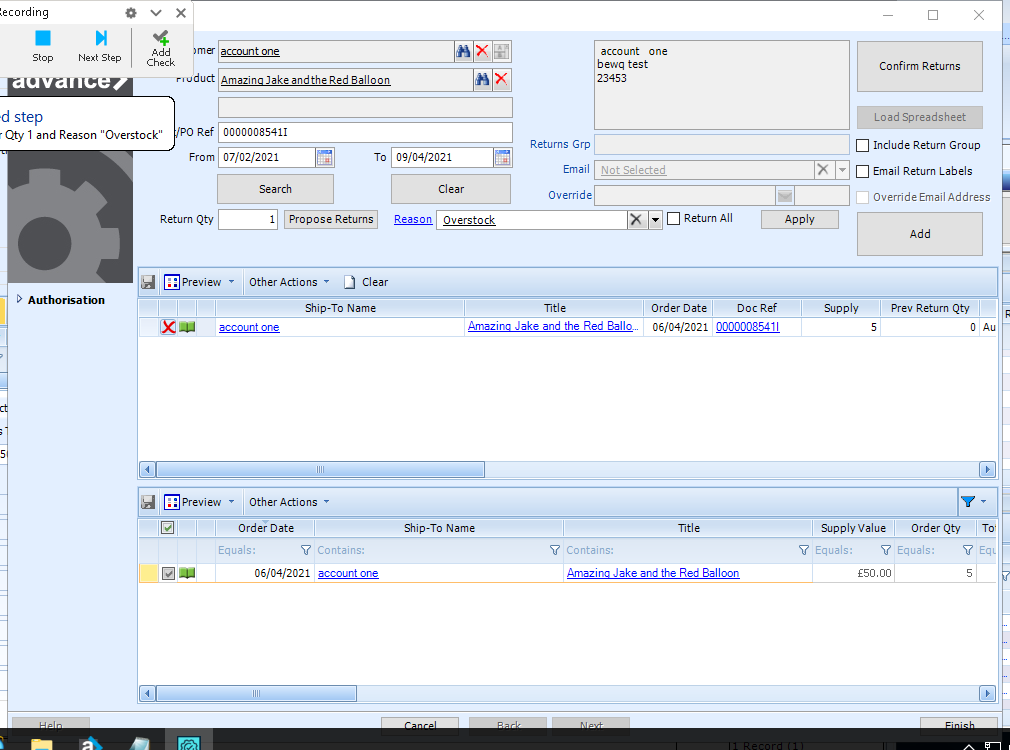 Recording
Stop
Next Step
Add
Check
advance
ed step
Qty 1 and Reason "Overstock"
omer account one
Product Amazing Jake and the Red Balloon
/PO Ref 0000008541I
From 07/02/2021 To 09/04/2021
Search Clear
Return Qty 1 Propose Returns Reason Overstock Return All Apply
account one
bewq test
23453
Returns Grp
Email Not Selected
Override
Confirm Returns
Load Spreadsheet
Include Return Group
Email Return Labels
Override Email Address
Add
Authorisation
Preview Other Actions Clear
Ship-To Name Title Order Date Doc Ref Supply Prev Return Qty
account one Amazing Jake and the Red Ballo... 06/04/2021 0000008541I 5 0 Au
Preview Other Actions
Order Date Ship-To Name Title Supply Value Order Qty To
Equals: Contains: Contains: Equals: Equals: Equ
06/04/2021 account one Amazing Jake and the Red Balloon £50.00 5
Help Cancel Back Next Finish
1 Record (1)